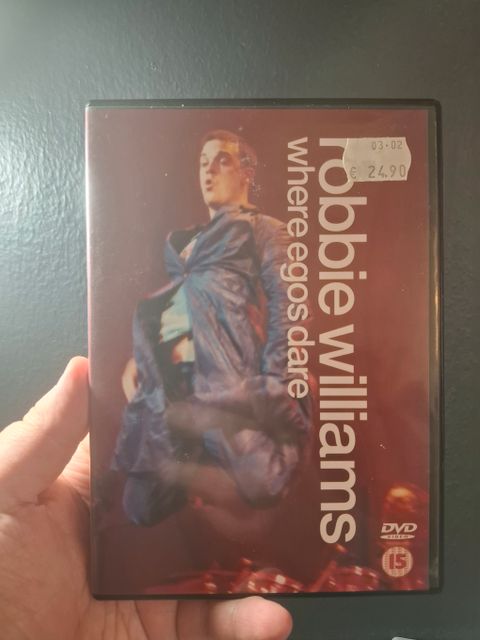 03·02
€ 24.90
robbie williams
where egos dare
DVD
VIDEO
15